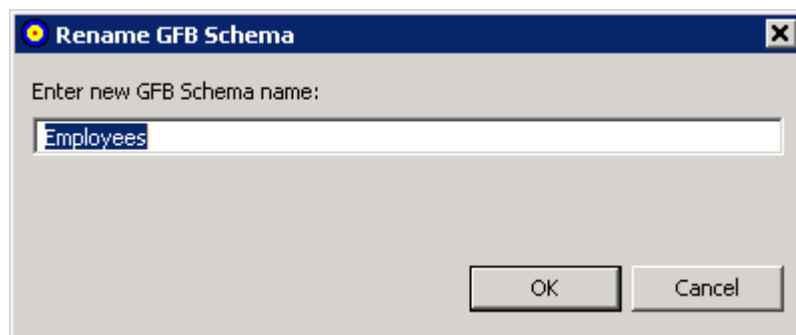 Rename GFB Schema
Enter new GFB Schema name:
Employees
OK Cancel